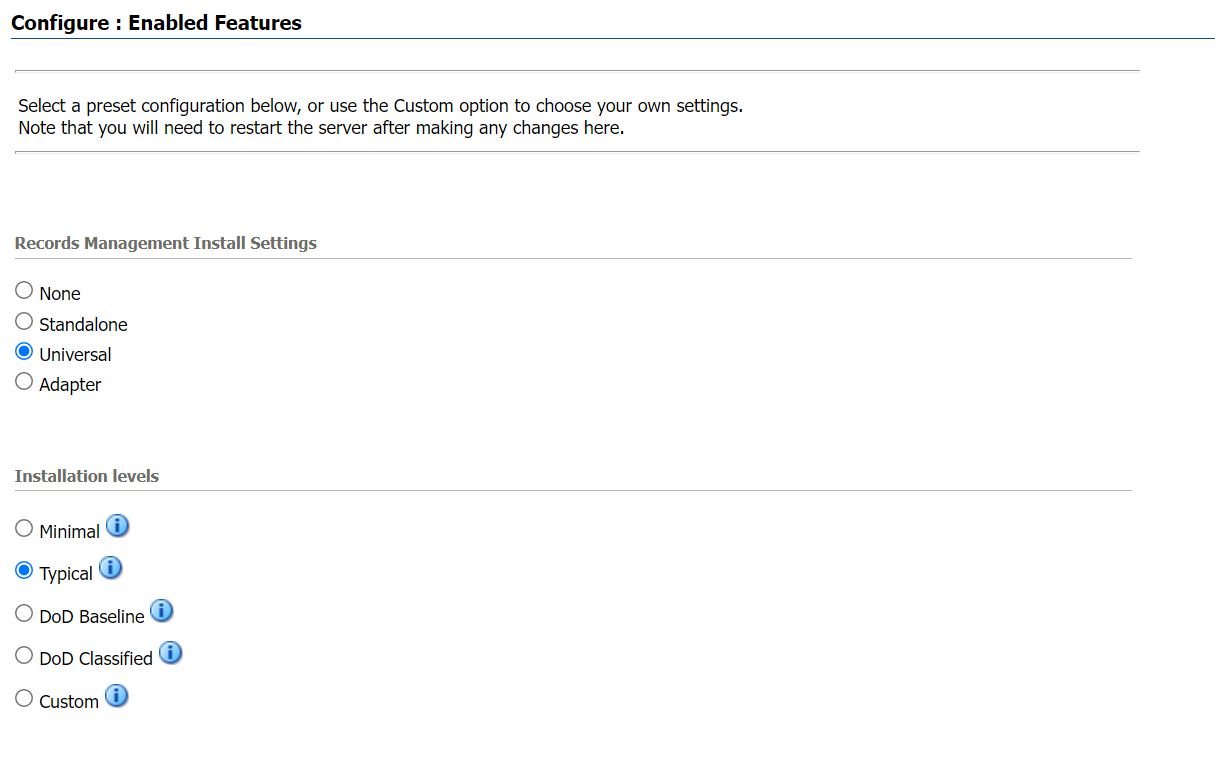 Configure : Enabled Features
Select a preset configuration below, or use the Custom option to choose your own settings.
Note that you will need to restart the server after making any changes here.
Records Management Install Settings
None
Standalone
Universal
Adapter
Installation levels
Minimal
Typical
DoD Baseline
DoD Classified
Custom